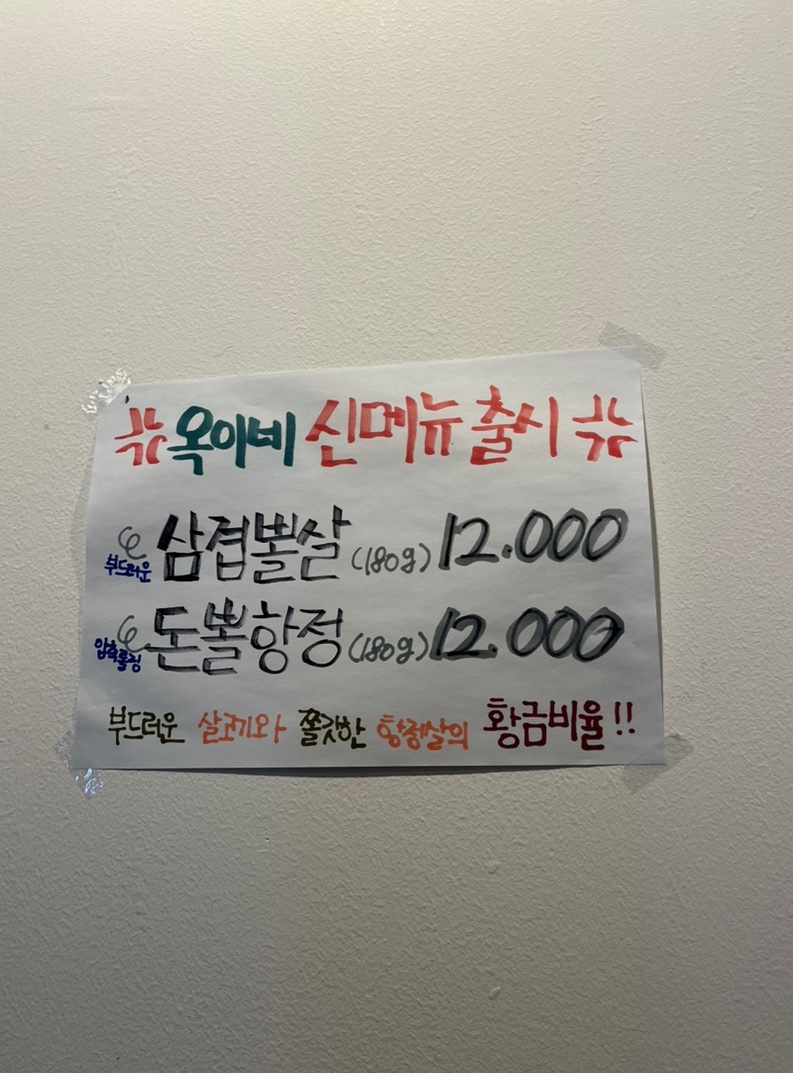 옥이네 신메뉴 출시
부드러운 삼겹뽈살 (180g) 12.000
돈뽈항정 (180g) 12.000
부드러운 살코기와 쫄깃한 항정살의 황금비율!!